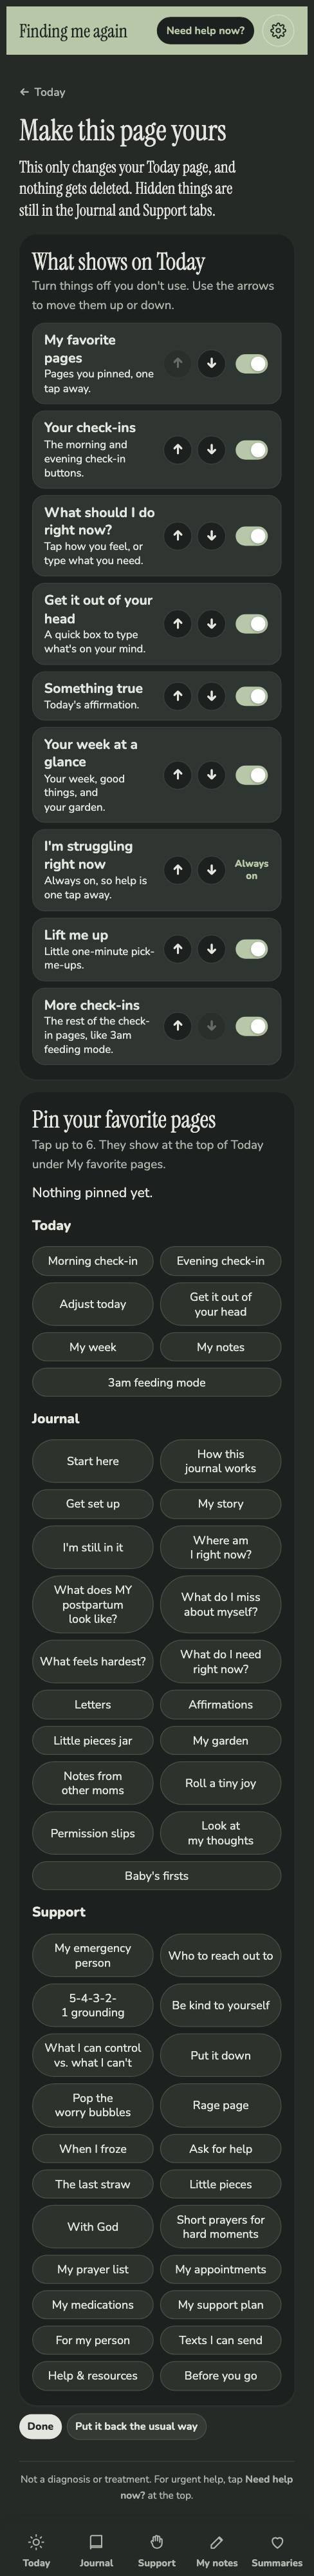 Finding me again
Need help now?
← Today
Make this page yours
This only changes your Today page, and
nothing gets deleted. Hidden things are
still in the Journal and Support tabs.
What shows on Today
Turn things off you don't use. Use the arrows
to move them up or down.
My favorite
pages
Pages you pinned, one
tap away.
Your check-ins
The morning and
evening check-in
buttons.
What should I do
right now?
Tap how you feel, or
type what you need.
Get it out of your
head
A quick box to type
what's on your mind.
Something true
Today's affirmation.
Your week at a
glance
Your week, good
things, and
your garden.
I'm struggling
right now
Always on, so help is
one tap away.
Always
on
Lift me up
Little one-minute pick-
me-ups.
More check-ins
The rest of the check-
in pages, like 3am
feeding mode.
Pin your favorite pages
Tap up to 6. They show at the top of Today
under My favorite pages.
Nothing pinned yet.
Today
Morning check-in
Evening check-in
Adjust today
Get it out of
your head
My week
My notes
3am feeding mode
Journal
Start here
How this
journal works
Get set up
My story
I'm still in it
Where am
I right now?
What does MY
postpartum
look like?
What do I miss
about myself?
What feels hardest?
What do I need
right now?
Letters
Affirmations
Little pieces jar
My garden
Notes from
other moms
Roll a tiny joy
Permission slips
Look at
my thoughts
Baby's firsts
Support
My emergency
person
Who to reach out to
5-4-3-2-
1 grounding
Be kind to yourself
What I can control
vs. what I can't
Put it down
Pop the
worry bubbles
Rage page
When I froze
Ask for help
The last straw
Little pieces
With God
Short prayers for
hard moments
My prayer list
My appointments
My medications
My support plan
For my person
Texts I can send
Help & resources
Before you go
Done
Put it back the usual way
Not a diagnosis or treatment. For urgent help, tap Need help
now? at the top.
Today
Journal
Support
My notes
Summaries